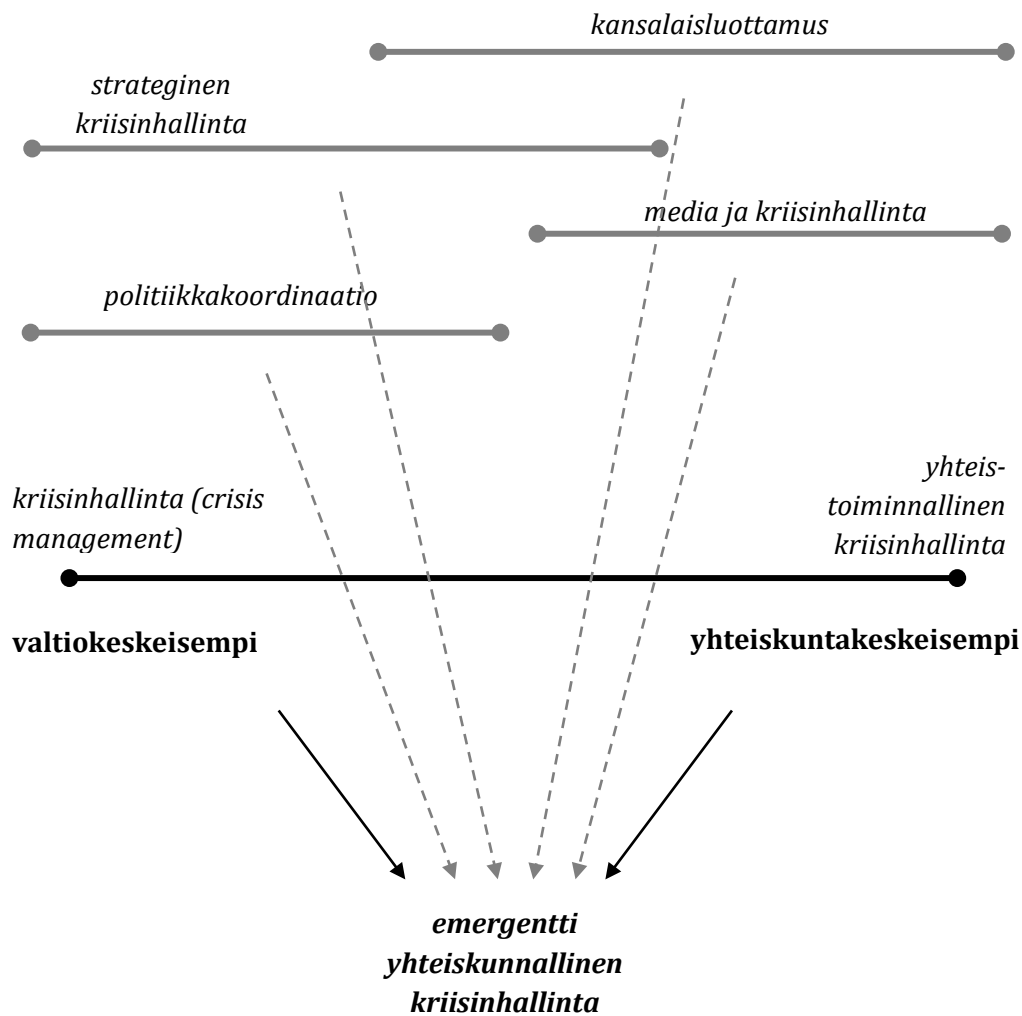 kansalaisluottamus
strateginen
kriisinhallinta
media ja kriisinhallinta
politiikkakoordinaatio
kriisinhallinta (crisis
management)
yhteis-
toiminnallinen
kriisinhallinta
valtiokeskeisempi
yhteiskuntakeskeisempi
emergentti
yhteiskunnallinen
kriisinhallinta